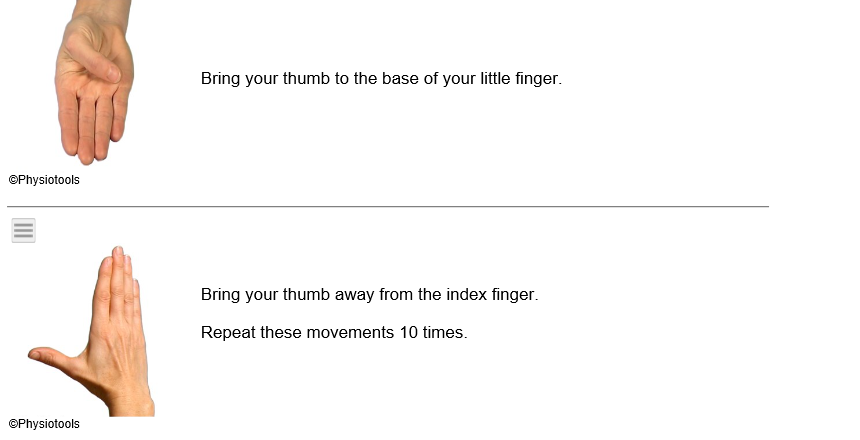 Bring your thumb to the base of your little finger.
©Physiotools
Bring your thumb away from the index finger.
Repeat these movements 10 times.
©Physiotools